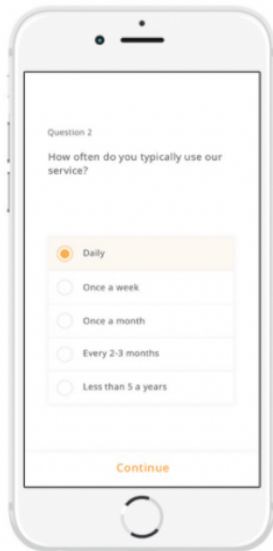 Question 2
How often do you typically use our
service?
Daily
Once a week
Once a month
Every 2-3 months
Less than 5 a years
Continue